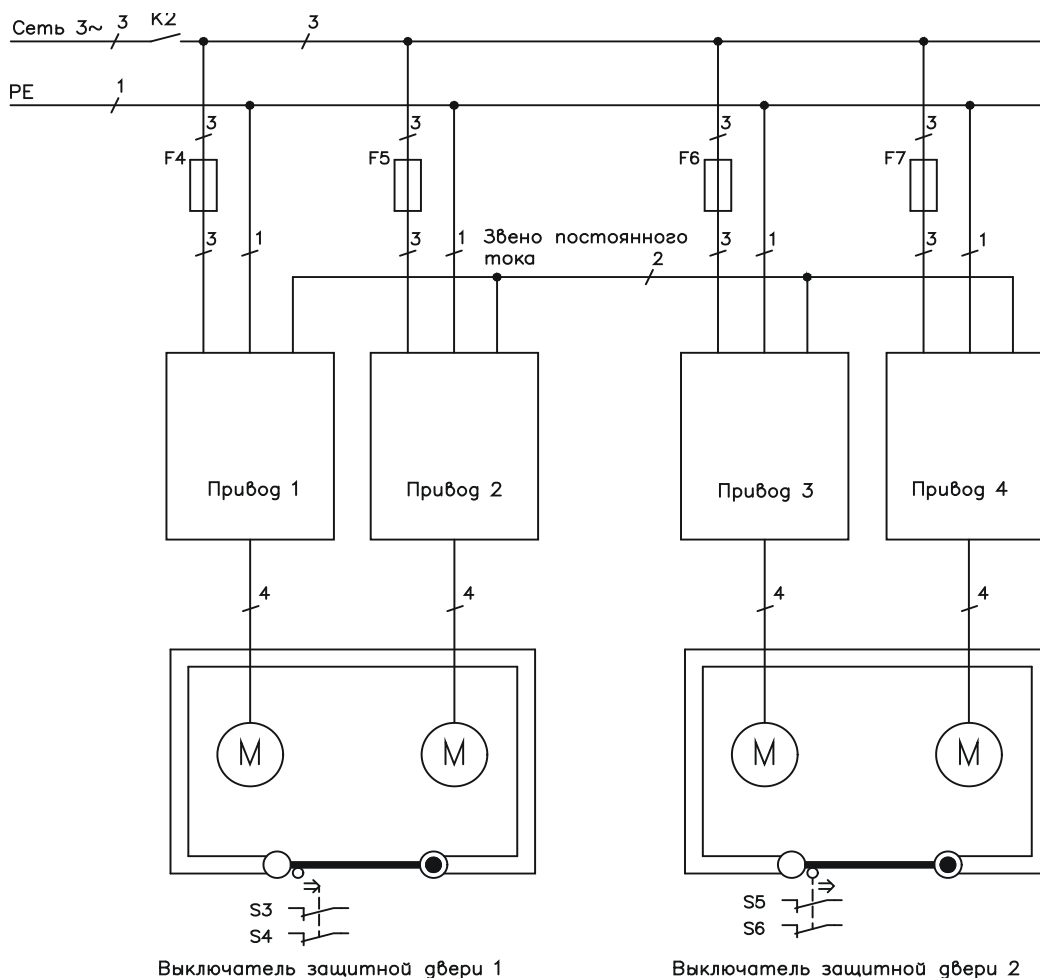 Сеть 3~ 3 K2 3
PE 1
3 3 3 3
F4 F5 F6 F7
3 1 3 1 Звено постоянного 3 1 3 1
тока 2
Привод 1 Привод 2 Привод 3 Привод 4
4 4 4 4
M M M M
S3 S5
S4 S6
Выключатель защитной двери 1 Выключатель защитной двери 2